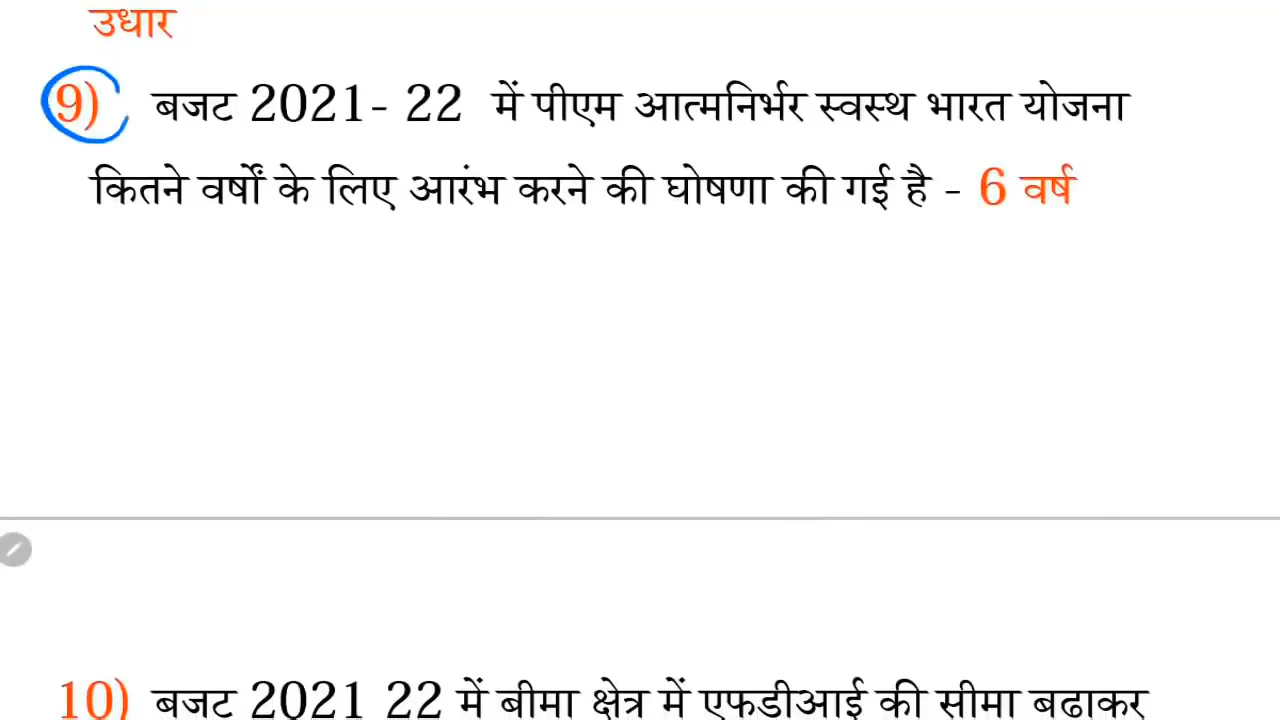 उधार
9) बजट 2021- 22 में पीएम आत्मनिर्भर स्वस्थ भारत योजना
कितने वर्षों के लिए आरंभ करने की घोषणा की गई है - 6 वर्ष
10) बजट 2021 22 में बीमा क्षेत्र में एफडीआई की सीमा बढाकर